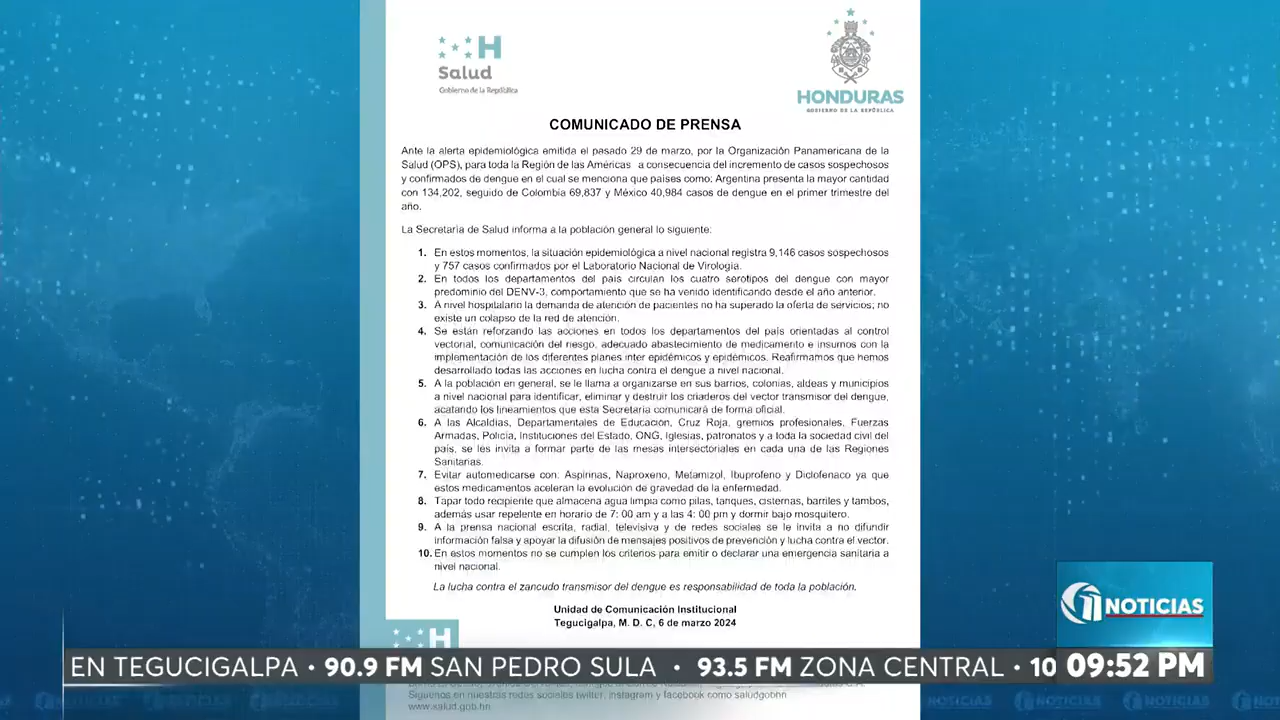 H
Salud
Gobierno de la República
HONDURAS
GOBIERNO DE LA REPÚBLICA
COMUNICADO DE PRENSA
Ante la alerta epidemiológica emitida el pasado 29 de marzo, por la Organización Panamericana de la
Salud (OPS), para toda la Región de las Américas a consecuencia del incremento de casos sospechosos
y confirmados de dengue en el cual se menciona que países como: Argentina presenta la mayor cantidad
con 134,202, seguido de Colombia 69,837 y México 40,984 casos de dengue en el primer trimestre del
año.
La Secretaría de Salud informa a la población general lo siguiente:
1. En estos momentos, la situación epidemiológica a nivel nacional registra 9,146 casos sospechosos
y 757 casos confirmados por el Laboratorio Nacional de Virología.
2. En todos los departamentos del país circulan los cuatro serotipos del dengue con mayor
predominio del DENV-3, comportamiento que se ha venido identificando desde el año anterior.
3. A nivel hospitalario la demanda de atención de pacientes no ha superado la oferta de servicios; no
existe un colapso de la red de atención.
4. Se están reforzando las acciones en todos los departamentos del país orientadas al control
vectorial, comunicación del riesgo, adecuado abastecimiento de medicamento e insumos con la
implementación de los diferentes planes inter epidémicos y epidémicos. Reafirmamos que hemos
desarrollado todas las acciones en lucha contra el dengue a nivel nacional.
5. A la población en general, se le llama a organizarse en sus barrios, colonias, aldeas y municipios
a nivel nacional para identificar, eliminar y destruir los criaderos del vector transmisor del dengue,
acatando los lineamientos que esta Secretaría comunicará de forma oficial.
6. A las Alcaldías, Departamentales de Educación, Cruz Roja, gremios profesionales, Fuerzas
Armadas, Policía, Instituciones del Estado, ONG, Iglesias, patronatos y a toda la sociedad civil del
país, se les invita a formar parte de las mesas intersectoriales en cada una de las Regiones
Sanitarias.
7. Evitar automedicarse con: Aspirinas, Naproxeno, Metamizol, Ibuprofeno y Diclofenaco ya que
estos medicamentos aceleran la evolución de gravedad de la enfermedad.
8. Tapar todo recipiente que almacena agua limpia como pilas, tanques, cisternas, barriles y tambos,
además usar repelente en horario de 7: 00 am y a las 4: 00 pm y dormir bajo mosquitero.
9. A la prensa nacional escrita, radial, televisiva y de redes sociales se le invita a no difundir
información falsa y apoyar la difusión de mensajes positivos de prevención y lucha contra el vector.
10. En estos momentos no se cumplen los criterios para emitir o declarar una emergencia sanitaria a
nivel nacional.
La lucha contra el zancudo transmisor del dengue es responsabilidad de toda la población.
Unidad de Comunicación Institucional
Tegucigalpa, M. D. C, 6 de marzo 2024
H
11 NOTICIAS
EN TEGUCIGALPA • 90.9 FM SAN PEDRO SULA • 93.5 FM ZONA CENTRAL • 10 09:52 PM
Síguenos en nuestras redes sociales twitter, instagram y facebook como saludgobhn
www.salud.gob.hn